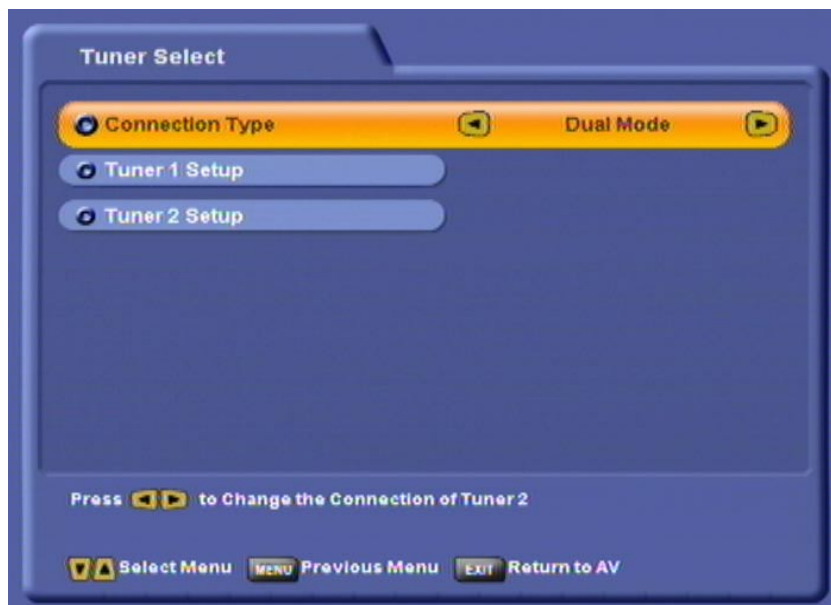 Tuner Select
Connection Type Dual Mode
Tuner 1 Setup
Tuner 2 Setup
Press to Change the Connection of Tuner 2
Select Menu MENU Previous Menu EXIT Return to AV